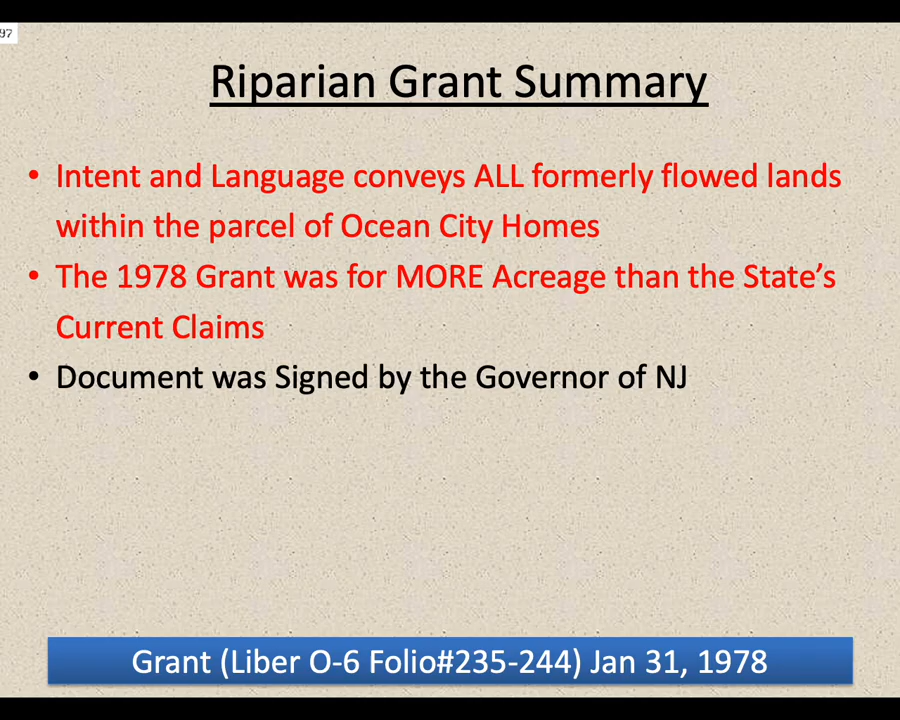 97
Riparian Grant Summary
• Intent and Language conveys ALL formerly flowed lands
within the parcel of Ocean City Homes
• The 1978 Grant was for MORE Acreage than the State’s
Current Claims
• Document was Signed by the Governor of NJ
Grant (Liber O-6 Folio#235-244) Jan 31, 1978